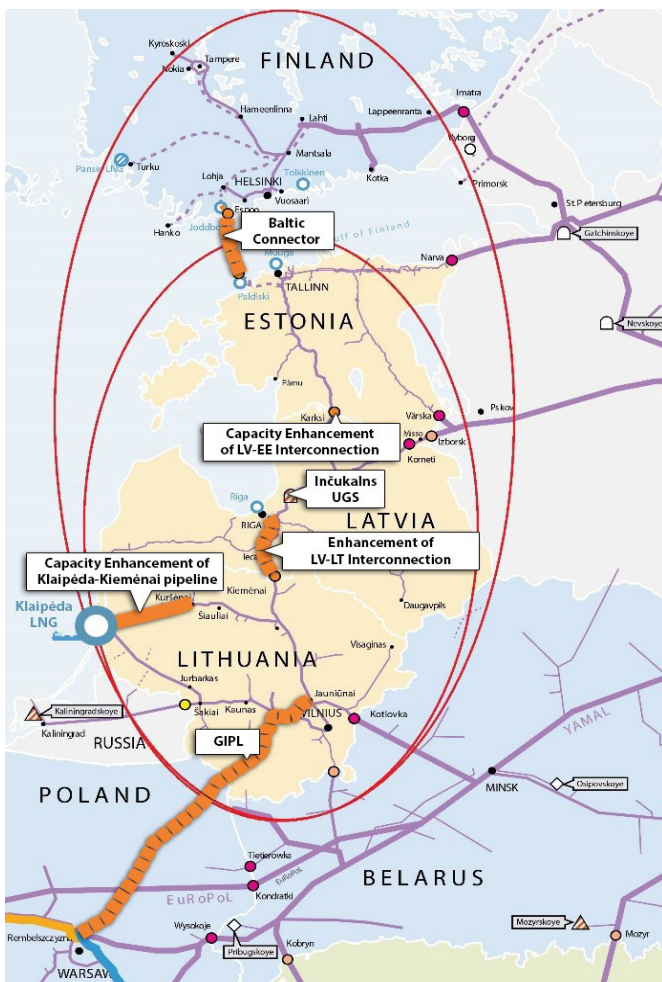 FINLAND
Kyroskoski
Tampere
Nokia
Hameenlinna
Lahti
Lappeenranta
Imatra
Vyborg
Pansio LNG
Turku
Mantsala
Lohja
HELSINKI
Tolkkinen
Kotka
Primorsk
Vuosaari
Espoo
St. Petersburg
Hanko
Joddbole
Baltic
Connector
Gulf of Finland
Gatchinskoye
Muuga
Narva
Paldiski
TALLINN
ESTONIA
Nevskoye
Pärnu
Karksi
Värska
Pskov
Capacity Enhancement
of LV-EE Interconnection
Misso
Izborsk
Korneti
Inčukalns
UGS
Riga
RIGA
LATVIA
Enhancement of
LV-LT Interconnection
Capacity Enhancement of
Klaipėda-Kiemėnai pipeline
Kiemėnai
Klaipėda
LNG
Kuršėnai
Šiauliai
Daugavpils
Visaginas
LITHUANIA
Jurbarkas
Jauniūnai
Šakiai
Kaunas
VILNIUS
Kotlovka
Kaliningradskoye
Kaliningrad
RUSSIA
GIPL
YAMAL
POLAND
MINSK
Osipovskoye
Tietierowka
EuRoPoL
BELARUS
EuRoPoL
Kondratki
Rembelszczyzna
Wysokoje
Mozyrskoye
Mozyr
WARSAW
Pribugskoye
Kobryn